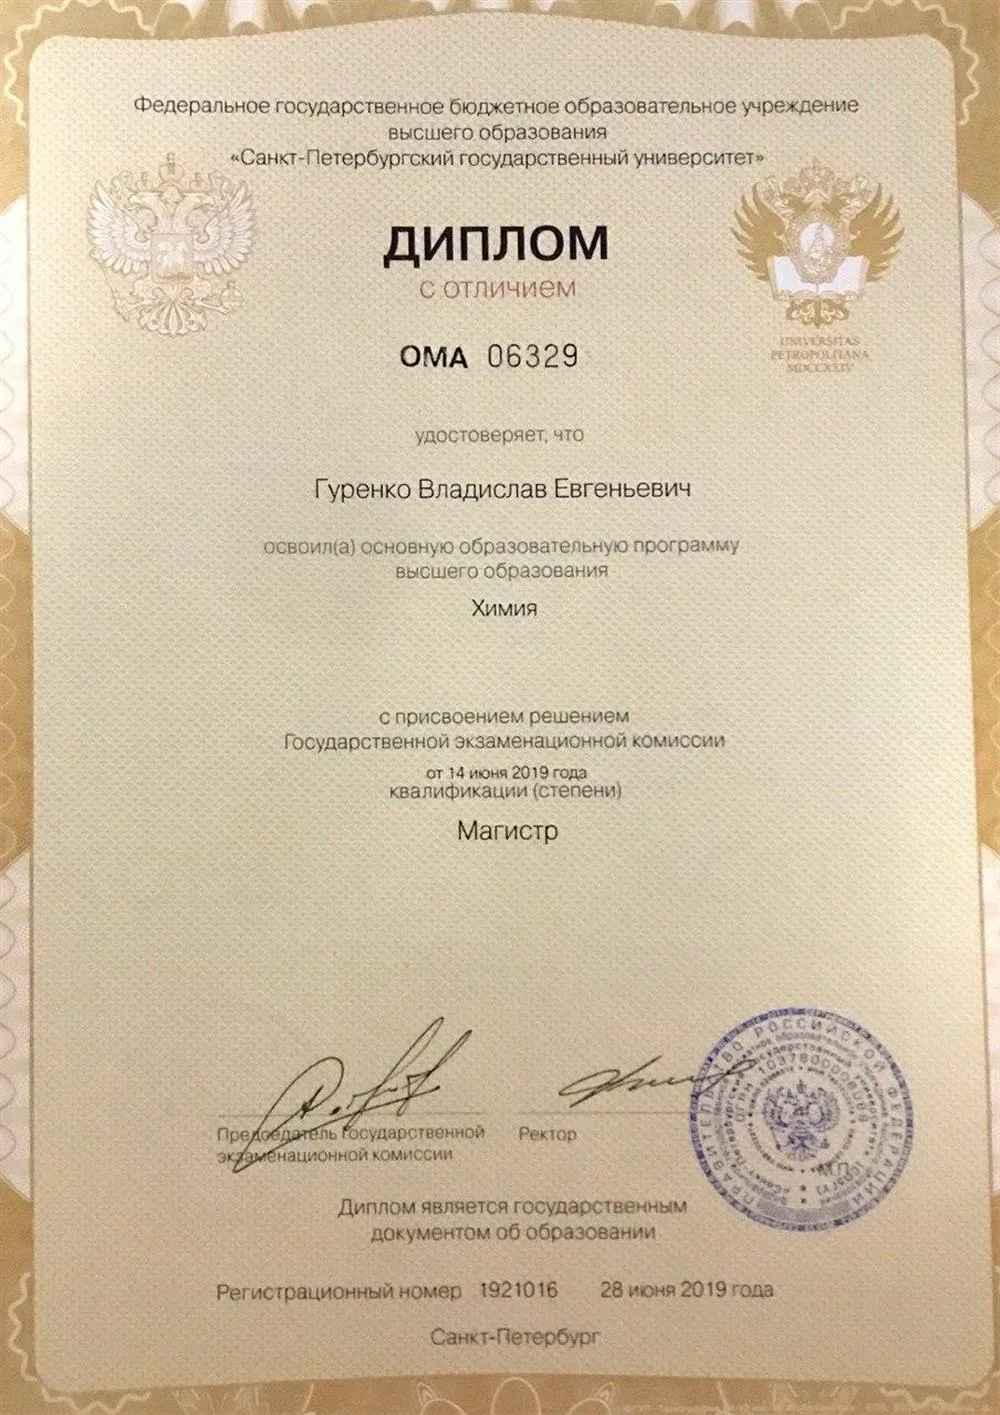 Федеральное государственное бюджетное образовательное учреждение
высшего образования
«Санкт-Петербургский государственный университет»
ДИПЛОМ
с отличием
ОМА 06329
UNIVERSITAS
PETROPOLITANA
MDCCXXIV
удостоверяет, что
Гуренко Владислав Евгеньевич
освоил(а) основную образовательную программу
высшего образования
Химия
с присвоением решением
Государственной экзаменационной комиссии
от 14 июня 2019 года
квалификации (степени)
Магистр
Председатель Государственной
экзаменационной комиссии
Ректор
ПРАВИТЕЛЬСТВО РОССИЙСКОЙ ФЕДЕРАЦИИ
М.П.
Диплом является государственным
документом об образовании
Регистрационный номер 1921016 28 июня 2019 года
Санкт-Петербург